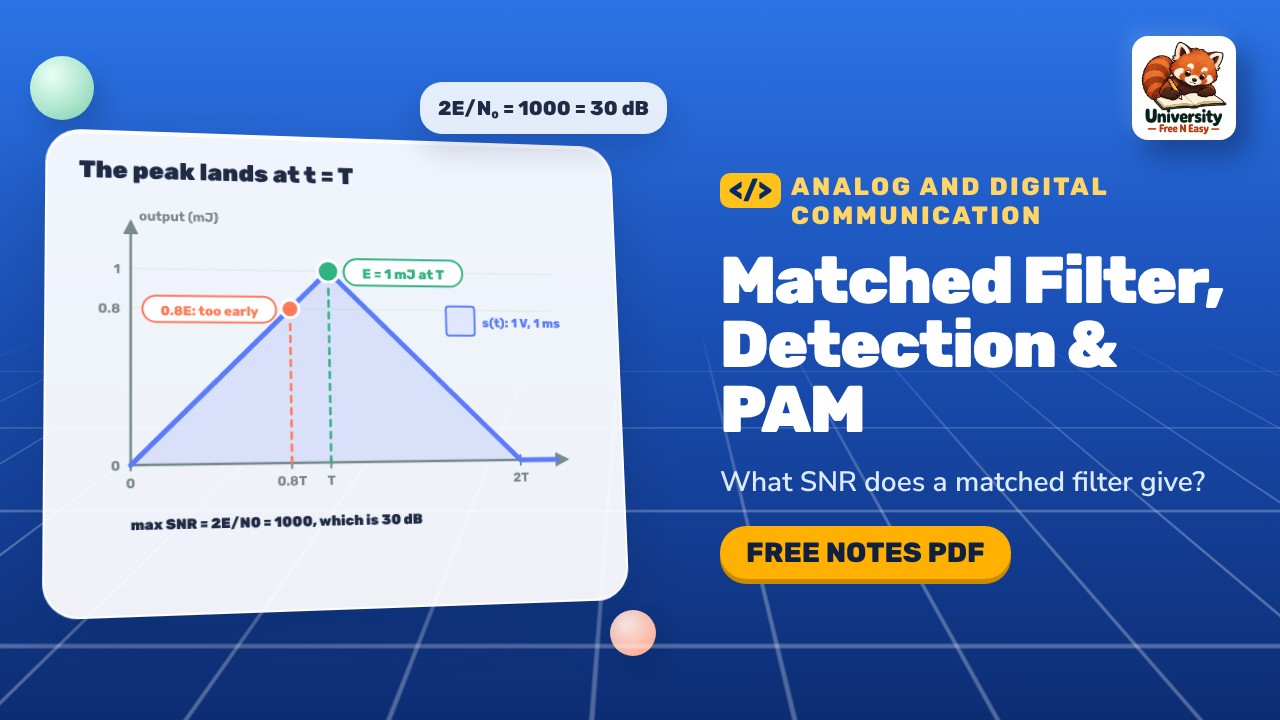 2E/N₀ = 1000 = 30 dB
The peak lands at t = T
output (mJ)
1
E = 1 mJ at T
0.8
0.8E: too early
s(t): 1 V, 1 ms
0
0
0.8T
T
2T
max SNR = 2E/N0 = 1000, which is 30 dB
University
Free N Easy
</> ANALOG AND DIGITAL
COMMUNICATION
Matched Filter,
Detection &
PAM
What SNR does a matched filter give?
FREE NOTES PDF